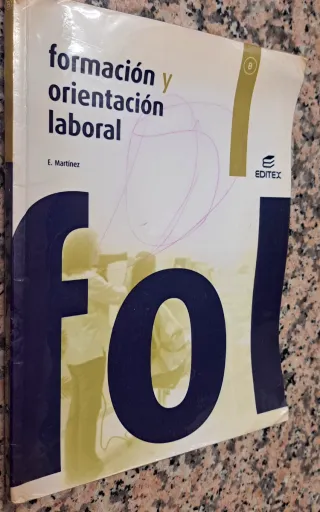 formación y
orientación
laboral
E. Martínez
EDITEX
fol